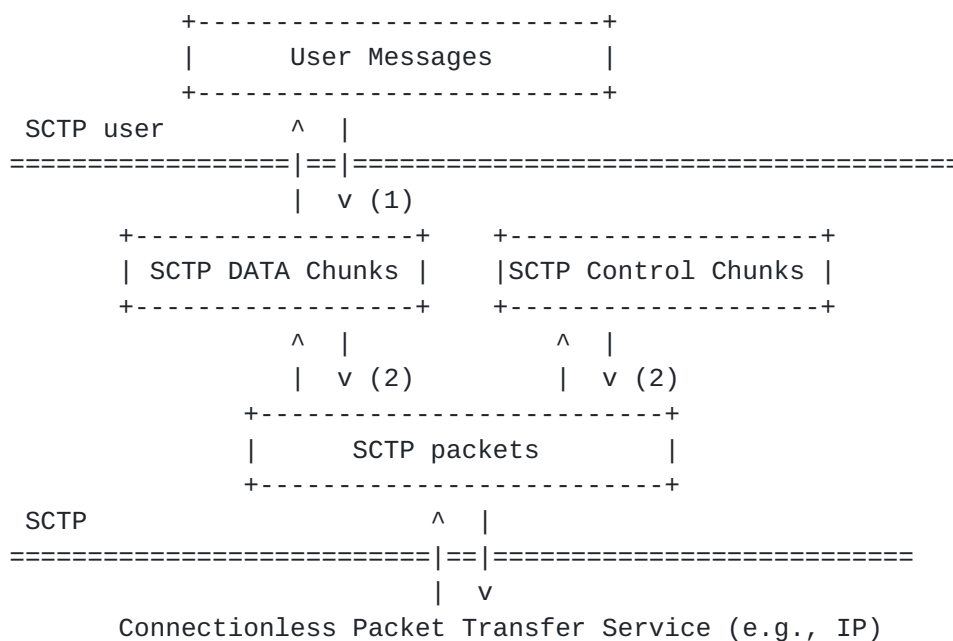 +--------------------------+
|      User Messages       |
+--------------------------+
SCTP user        ^  |
==================|==|=======================================
|  v (1)
+------------------+    +--------------------+
| SCTP DATA Chunks |    |SCTP Control Chunks |
+------------------+    +--------------------+
^  |             ^  |
|  v (2)         |  v (2)
+--------------------------+
|      SCTP packets        |
+--------------------------+
SCTP                      ^  |
===========================|==|===========================
|  v
Connectionless Packet Transfer Service (e.g., IP)